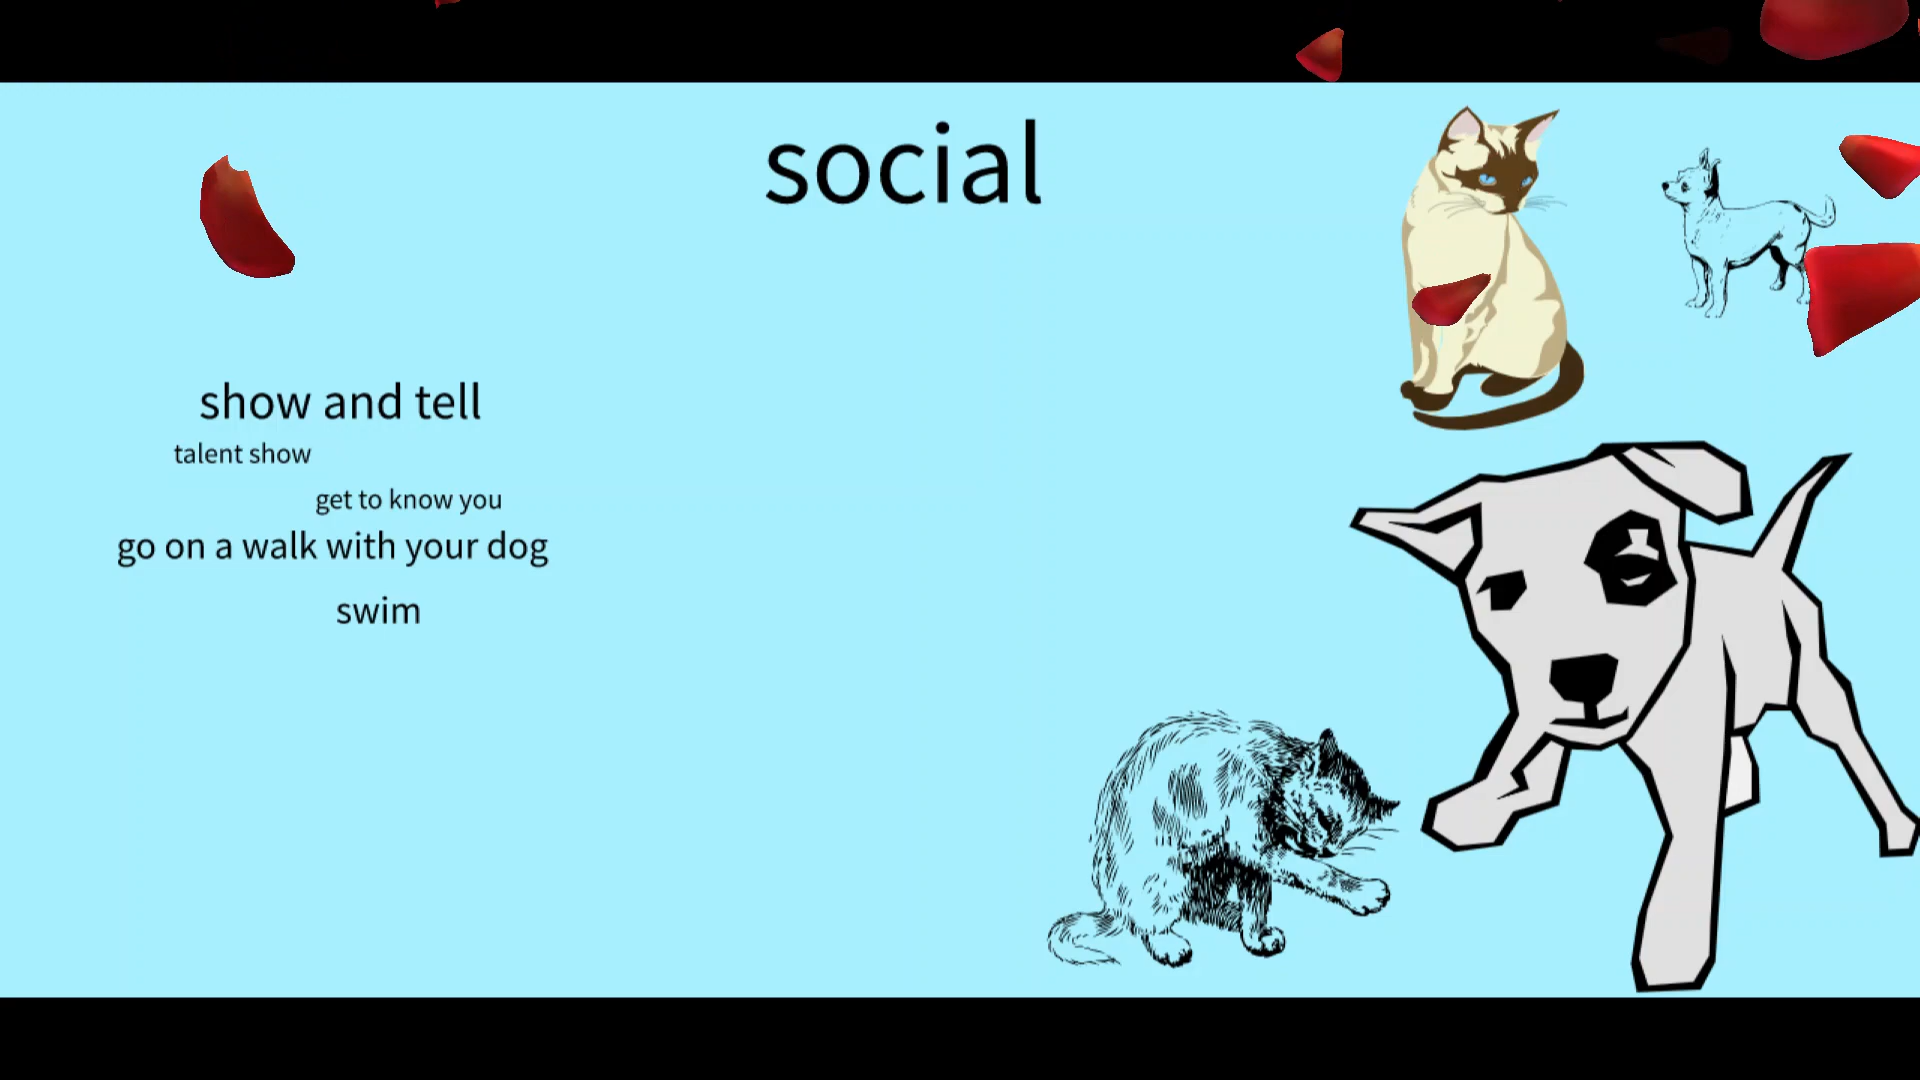 social
show and tell
talent show
get to know you
go on a walk with your dog
swim